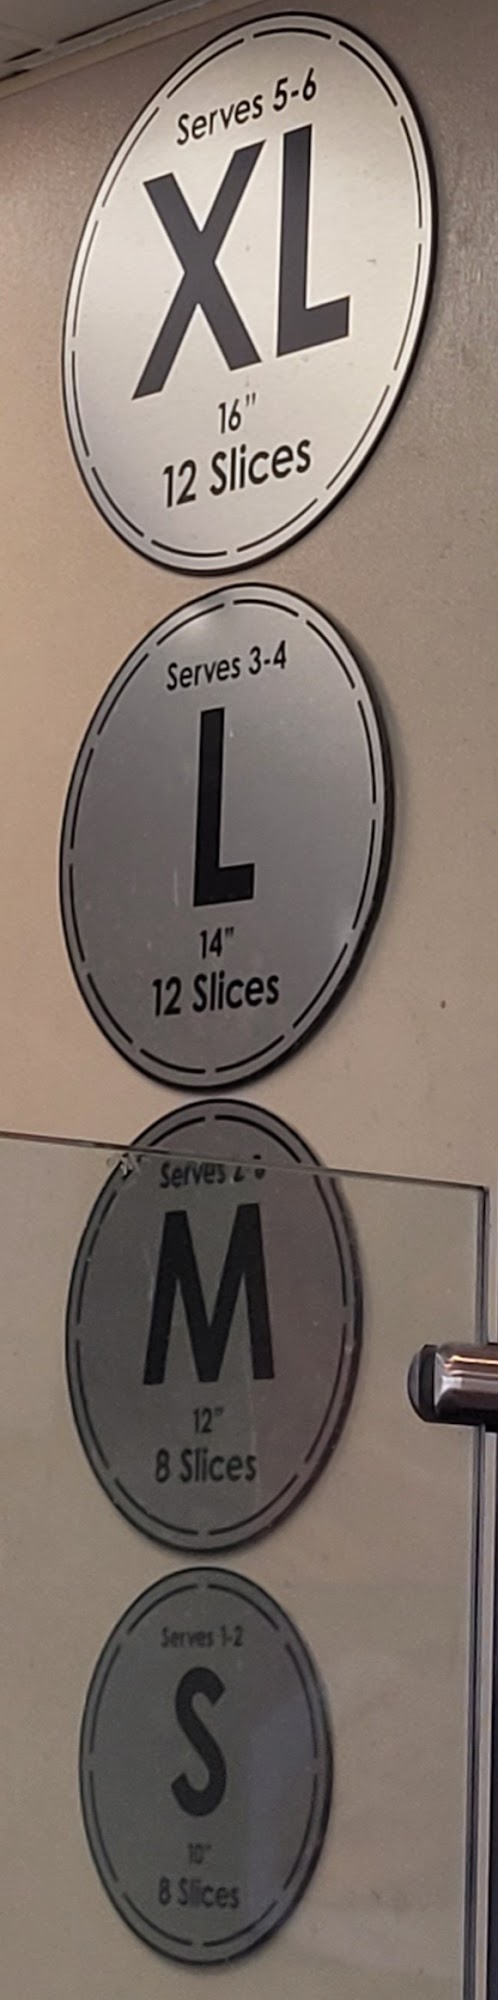 Serves 5-6
XL
16"
12 Slices
Serves 3-4
L
14"
12 Slices
Serves
M
12"
8 Slices
Serves 1-2
S
10"
8 Slices